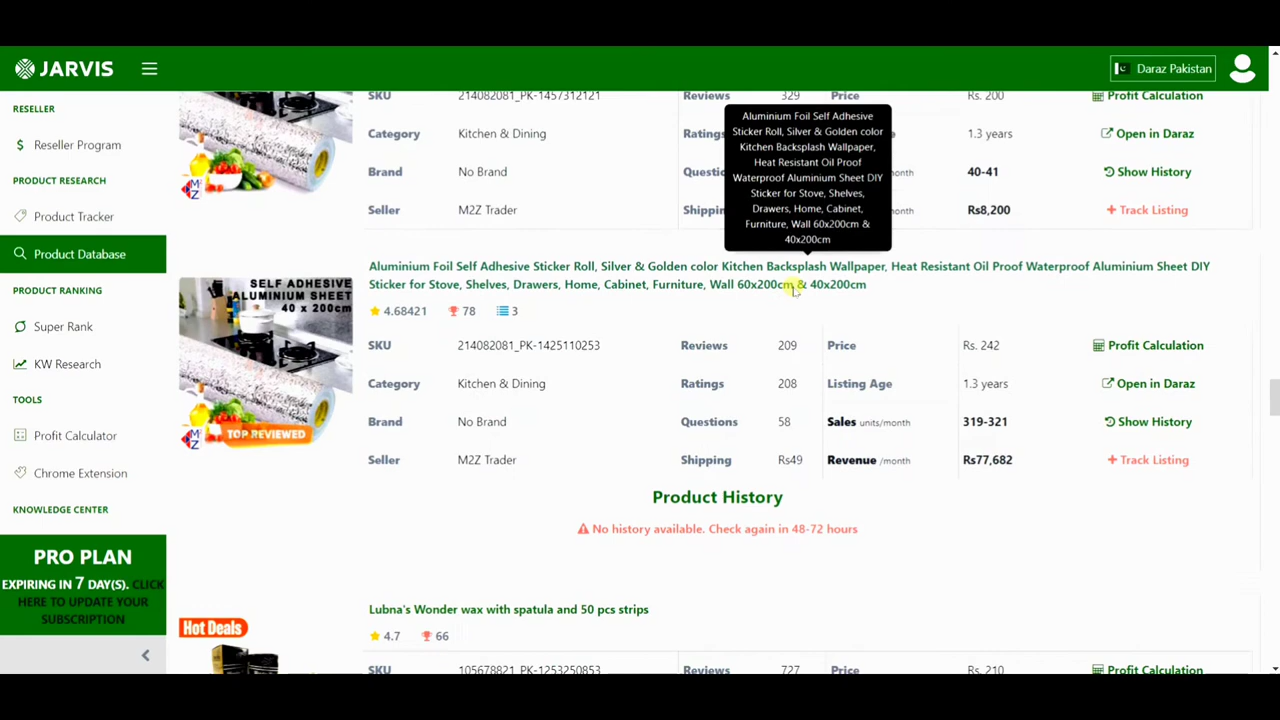 JARVIS
Daraz Pakistan
RESELLER
Reseller Program
PRODUCT RESEARCH
Product Tracker
Product Database
PRODUCT RANKING
Super Rank
KW Research
TOOLS
Profit Calculator
Chrome Extension
KNOWLEDGE CENTER
PRO PLAN
EXPIRING IN 7 DAY(S). CLICK
HERE TO UPDATE YOUR
SUBSCRIPTION
SKU 214082081_PK-1457312121 Reviews 329 Price Rs. 200 Profit Calculation
Category Kitchen & Dining Ratings 1.3 years Open in Daraz
Brand No Brand 40-41 Show History
Seller M2Z Trader Rs8,200 Track Listing
MZ
Aluminium Foil Self Adhesive
Sticker Roll, Silver & Golden color
Kitchen Backsplash Wallpaper,
Heat Resistant Oil Proof
Waterproof Aluminium Sheet DIY
Sticker for Stove, Shelves,
Drawers, Home, Cabinet,
Furniture, Wall 60x200cm &
40x200cm
Aluminium Foil Self Adhesive Sticker Roll, Silver & Golden color Kitchen Backsplash Wallpaper, Heat Resistant Oil Proof Waterproof Aluminium Sheet DIY
Sticker for Stove, Shelves, Drawers, Home, Cabinet, Furniture, Wall 60x200cm & 40x200cm
4.68421 78 3
SELF ADHESIVE
ALUMINIUM SHEET
40 x 200cm
MZ
TOP REVIEWED
SKU 214082081_PK-1425110253 Reviews 209 Price Rs. 242 Profit Calculation
Category Kitchen & Dining Ratings 208 Listing Age 1.3 years Open in Daraz
Brand No Brand Questions 58 Sales units/month 319-321 Show History
Seller M2Z Trader Shipping Rs49 Revenue /month Rs77,682 Track Listing
Product History
No history available. Check again in 48-72 hours
Lubna's Wonder wax with spatula and 50 pcs strips
4.7 66
Hot Deals
SKU 105678821_PK-1253250853 Reviews 727 Price Rs. 210 Profit Calculation